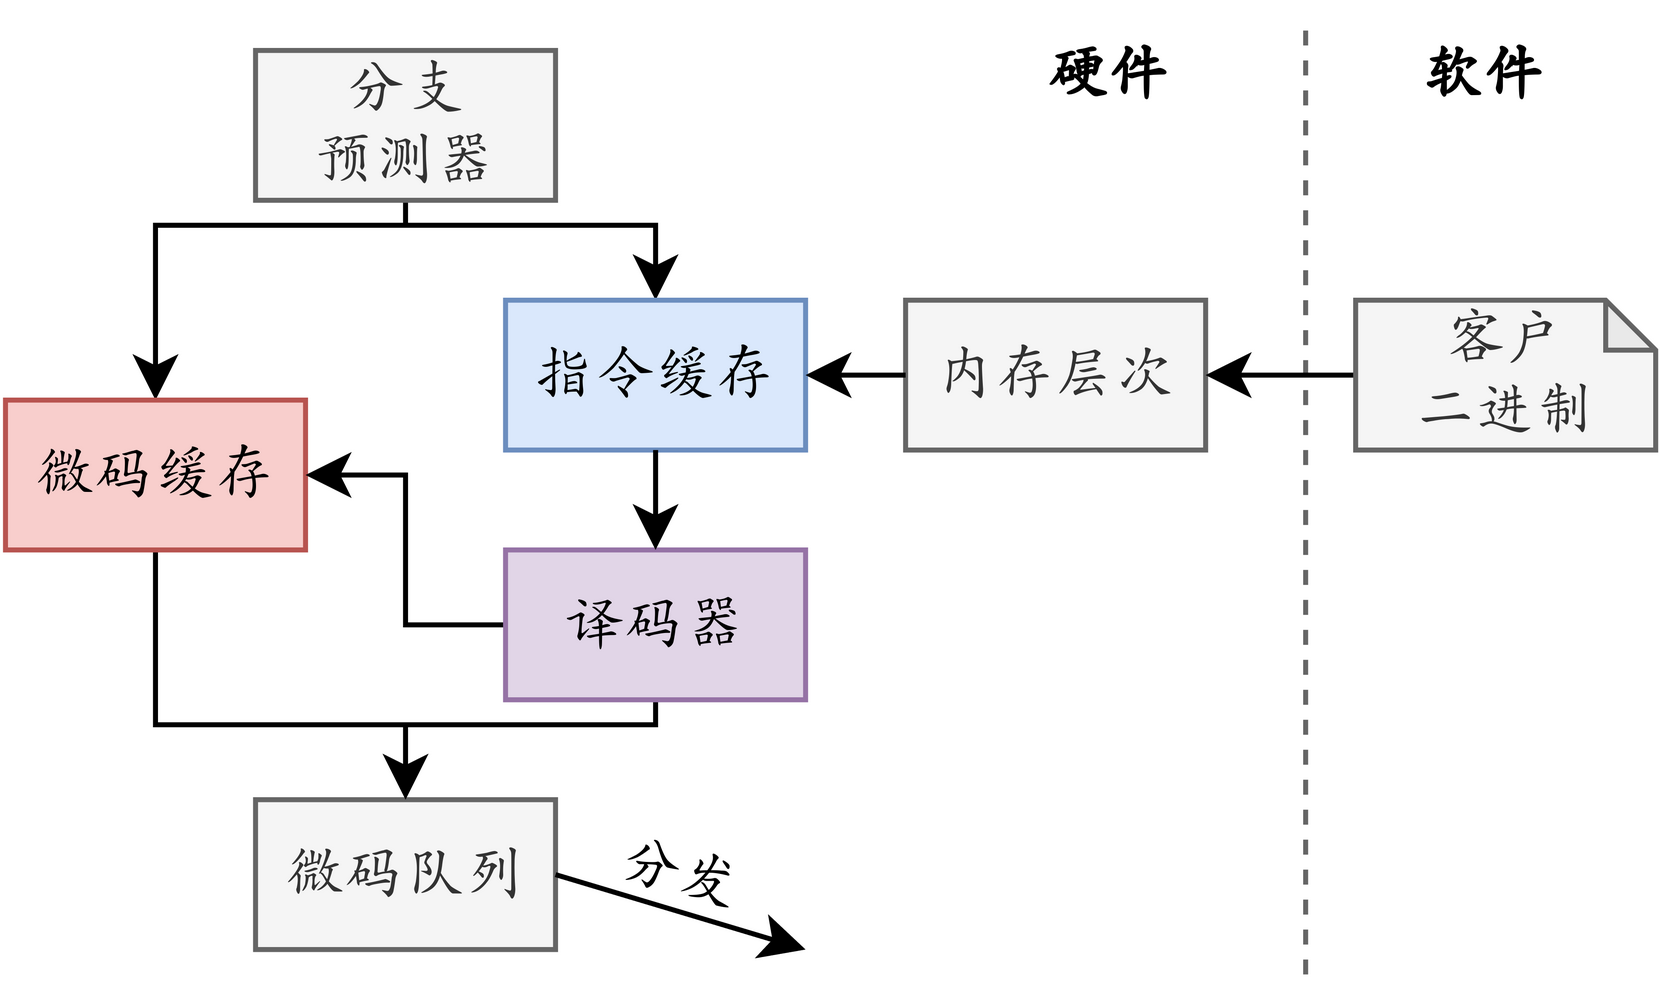 硬件
软件
分支
预测器
指令缓存
内存层次
客户
二进制
微码缓存
译码器
微码队列
分发